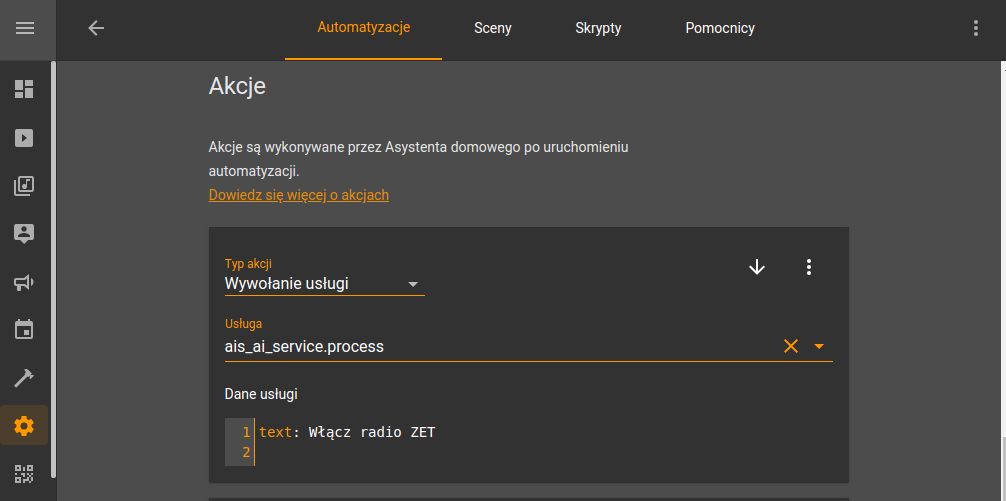 Automatyzacje
Sceny
Skrypty
Pomocnicy
Akcje
Akcje są wykonywane przez Asystenta domowego po uruchomieniu
automatyzacji.
Dowiedz się więcej o akcjach
Typ akcji
Wywołanie usługi
Usługa
ais_ai_service.process
Dane usługi
1 text: Włącz radio ZET
2